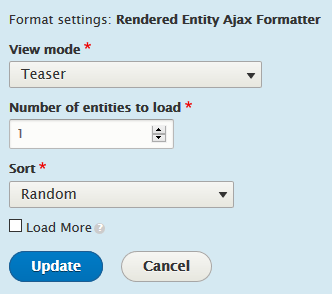 Format settings: Rendered Entity Ajax Formatter
View mode *
Teaser
Number of entities to load *
1
Sort *
Random
Load More ?
Update Cancel